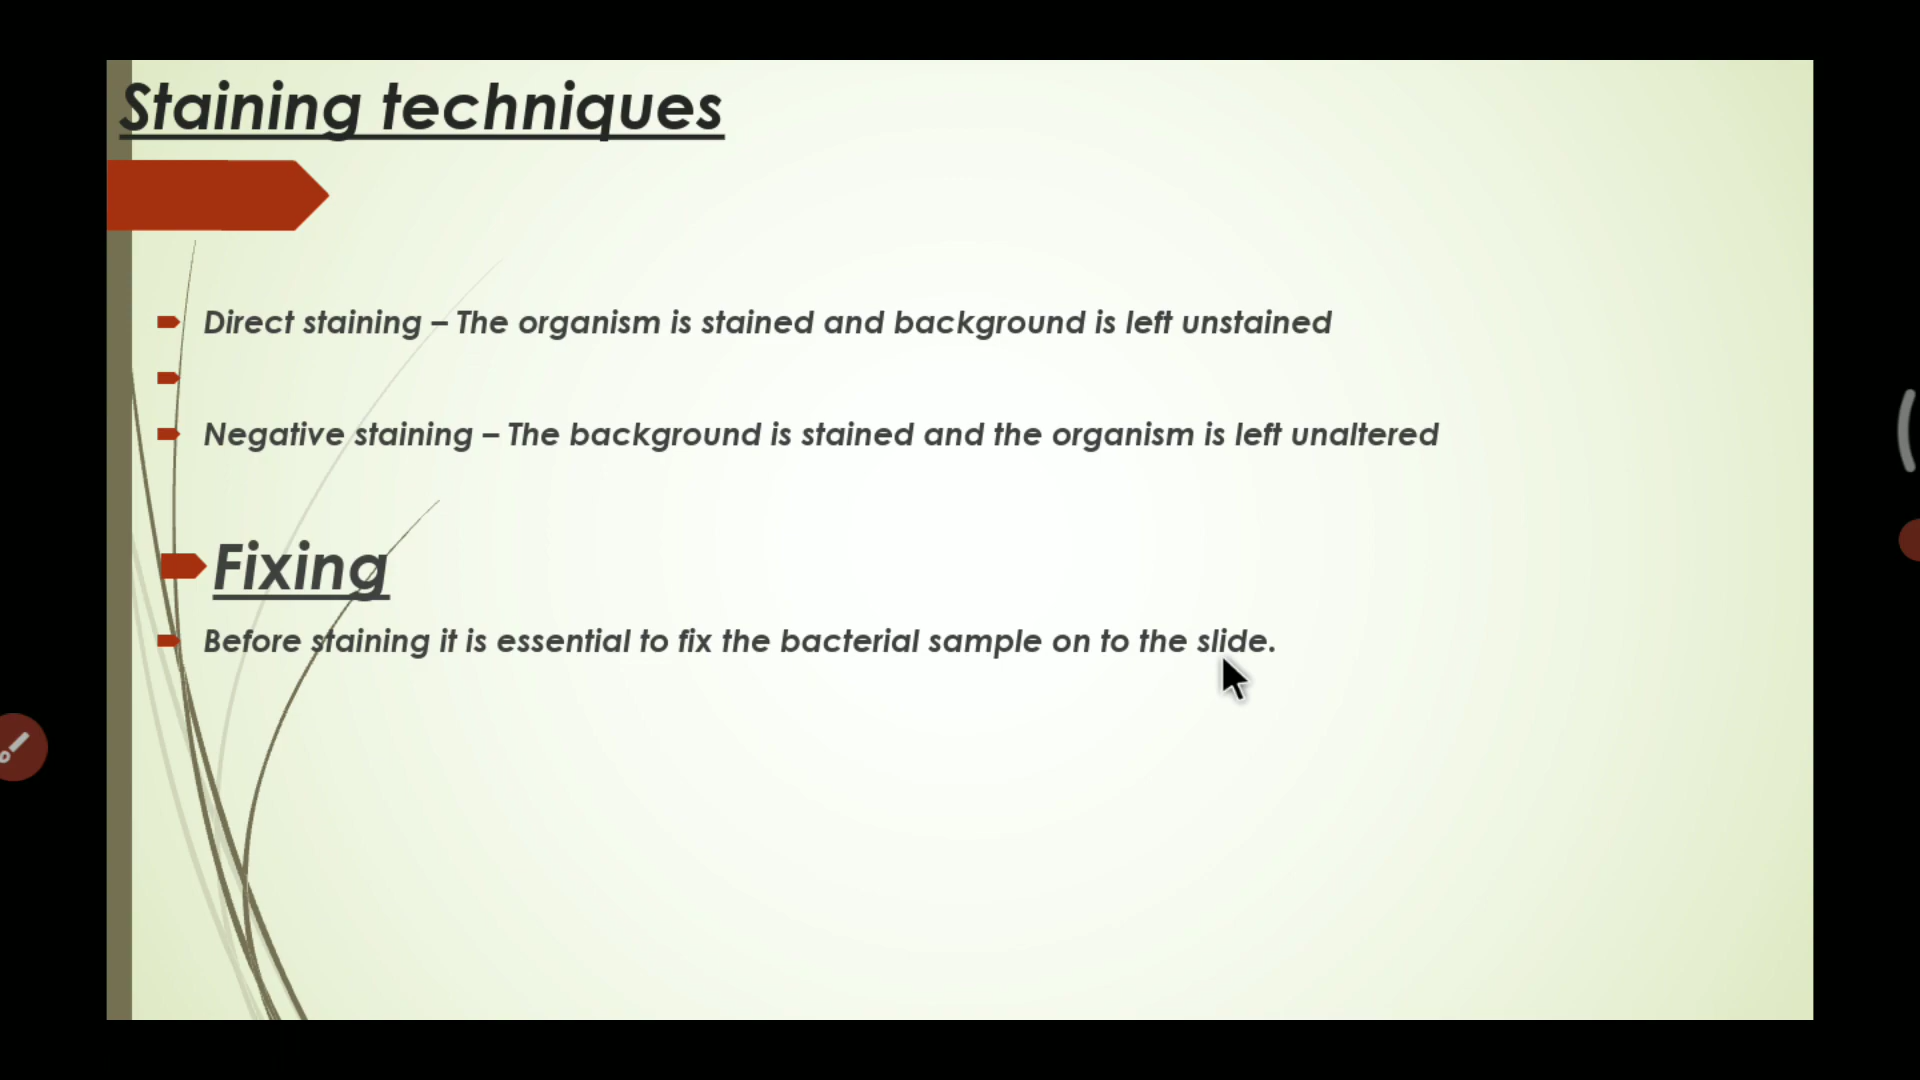 Staining techniques
Direct staining – The organism is stained and background is left unstained
Negative staining – The background is stained and the organism is left unaltered
Fixing
Before staining it is essential to fix the bacterial sample on to the slide.